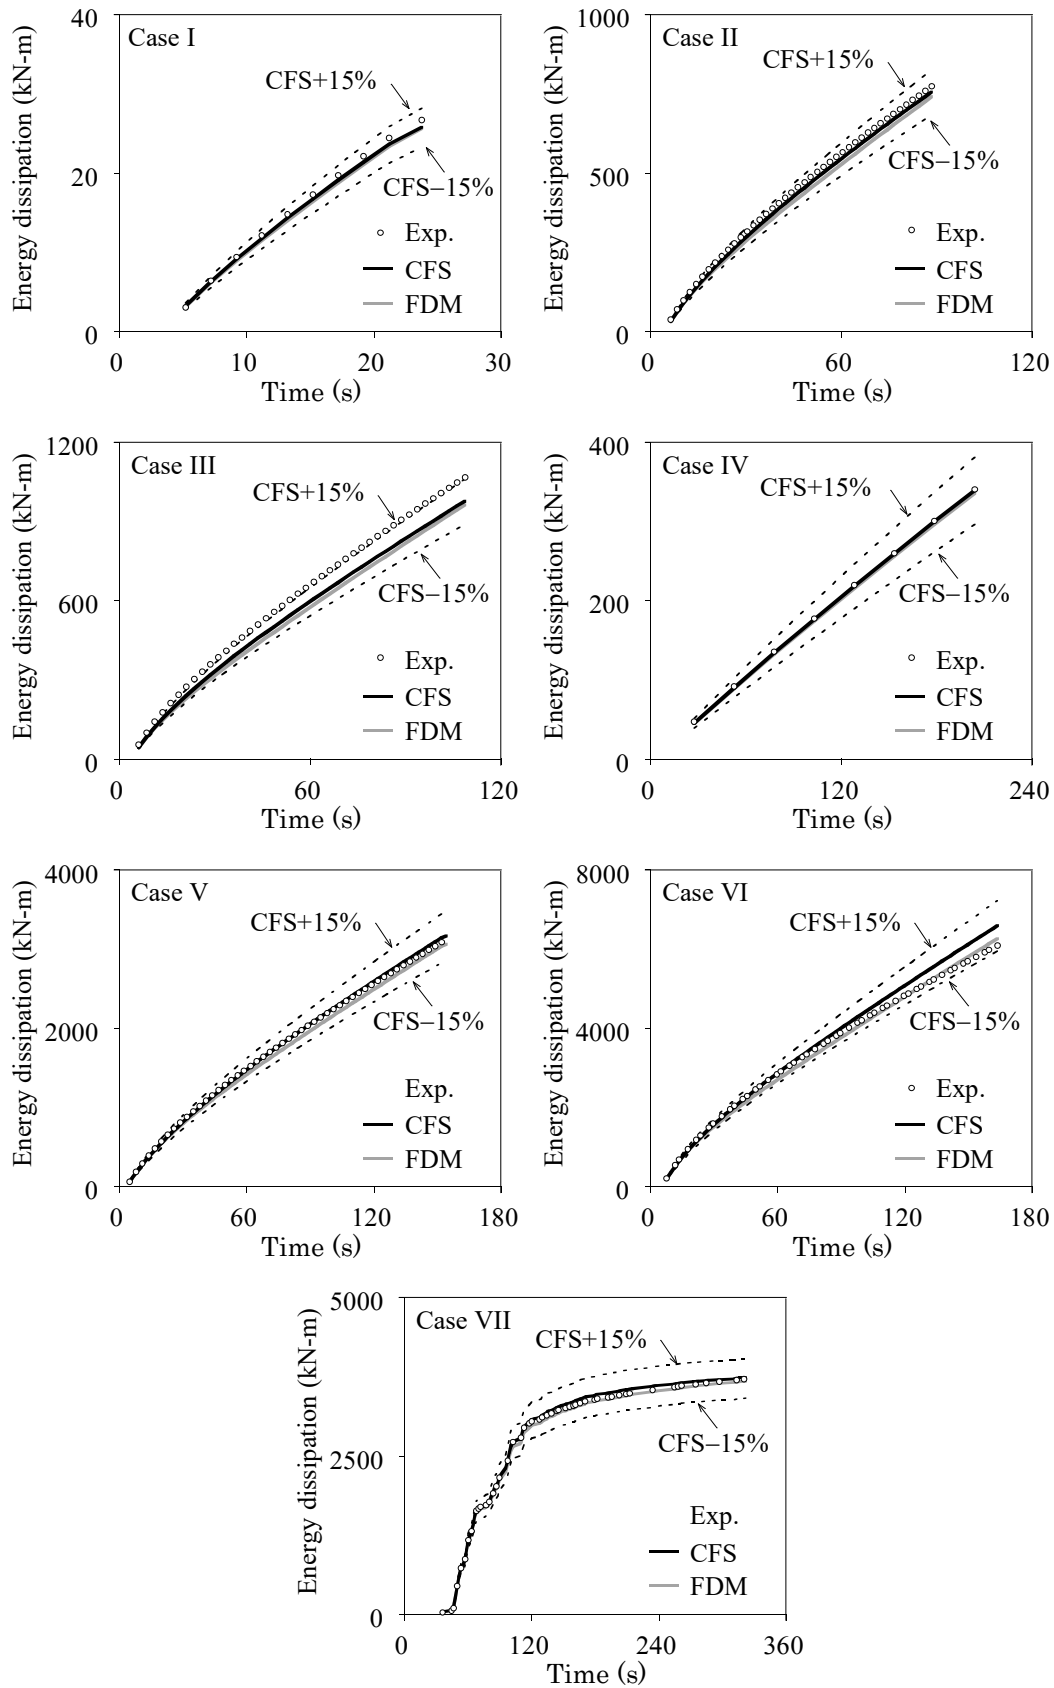 Energy dissipation (kN-m)
40
20
0
Case I
CFS+15%
CFS–15%
Exp.
CFS
FDM
0 10 20 30
Time (s)
Energy dissipation (kN-m)
1000
500
0
Case II
CFS+15%
CFS–15%
Exp.
CFS
FDM
0 60 120
Time (s)
Energy dissipation (kN-m)
1200
600
0
Case III
CFS+15%
CFS–15%
Exp.
CFS
FDM
0 60 120
Time (s)
Energy dissipation (kN-m)
400
200
0
Case IV
CFS+15%
CFS–15%
Exp.
CFS
FDM
0 120 240
Time (s)
Energy dissipation (kN-m)
4000
2000
0
Case V
CFS+15%
CFS–15%
Exp.
CFS
FDM
0 60 120 180
Time (s)
Energy dissipation (kN-m)
8000
4000
0
Case VI
CFS+15%
CFS–15%
Exp.
CFS
FDM
0 60 120 180
Time (s)
Energy dissipation (kN-m)
5000
2500
0
Case VII
CFS+15%
CFS–15%
Exp.
CFS
FDM
0 120 240 360
Time (s)